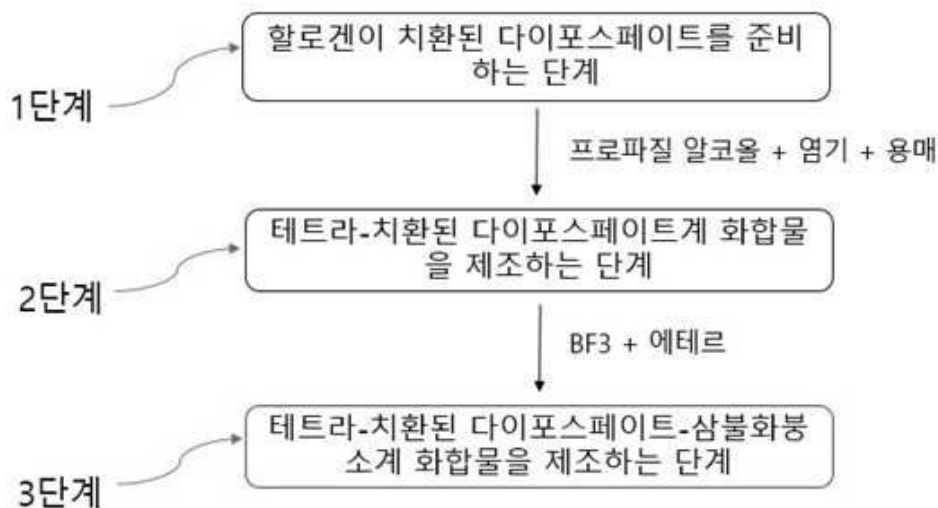 할로겐이 치환된 다이포스페이트를 준비
하는 단계
1단계
프로파질 알코올 + 염기 + 용매
테트라-치환된 다이포스페이트계 화합물
을 제조하는 단계
2단계
BF3 + 에테르
테트라-치환된 다이포스페이트-삼불화붕
소계 화합물을 제조하는 단계
3단계